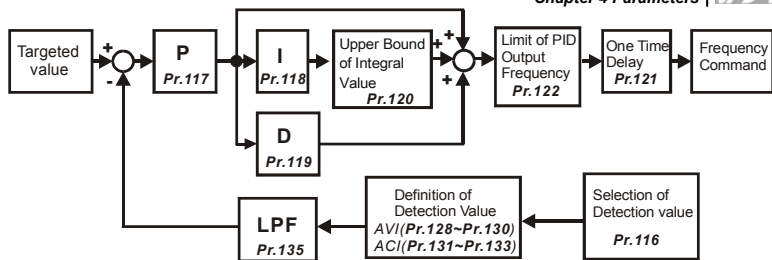 Chapter 4 Parameters |
Targeted
value
+
-
P
Pr.117
I
Pr.118
Upper Bound
of Integral
Value
Pr.120
+
+
+
Limit of PID
Output
Frequency
Pr.122
One Time
Delay
Pr.121
Frequency
Command
D
Pr.119
LPF
Pr.135
Definition of
Detection Value
AVI(Pr.128~Pr.130)
ACI(Pr.131~Pr.133)
Selection of
Detection value
Pr.116